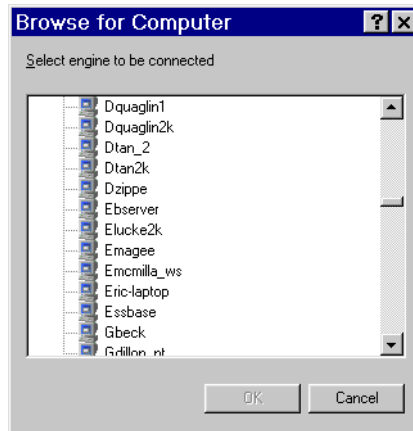 Browse for Computer
Select engine to be connected
Dquaglin1
Dquaglin2k
Dtan_2
Dtan2k
Dzippe
Ebserver
Elucke2k
Emagee
Emcmilla_ws
Eric-laptop
Essbase
Gbeck
Gdillon_nt
OK Cancel